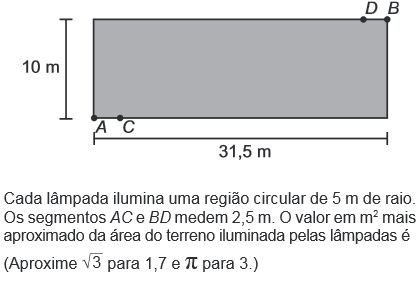 D B
10 m
A C
31,5 m
Cada lâmpada ilumina uma região circular de 5 m de raio.
Os segmentos AC e BD medem 2,5 m. O valor em m² mais
aproximado da área do terreno iluminada pelas lâmpadas é
(Aproxime √3 para 1,7 e π para 3.)